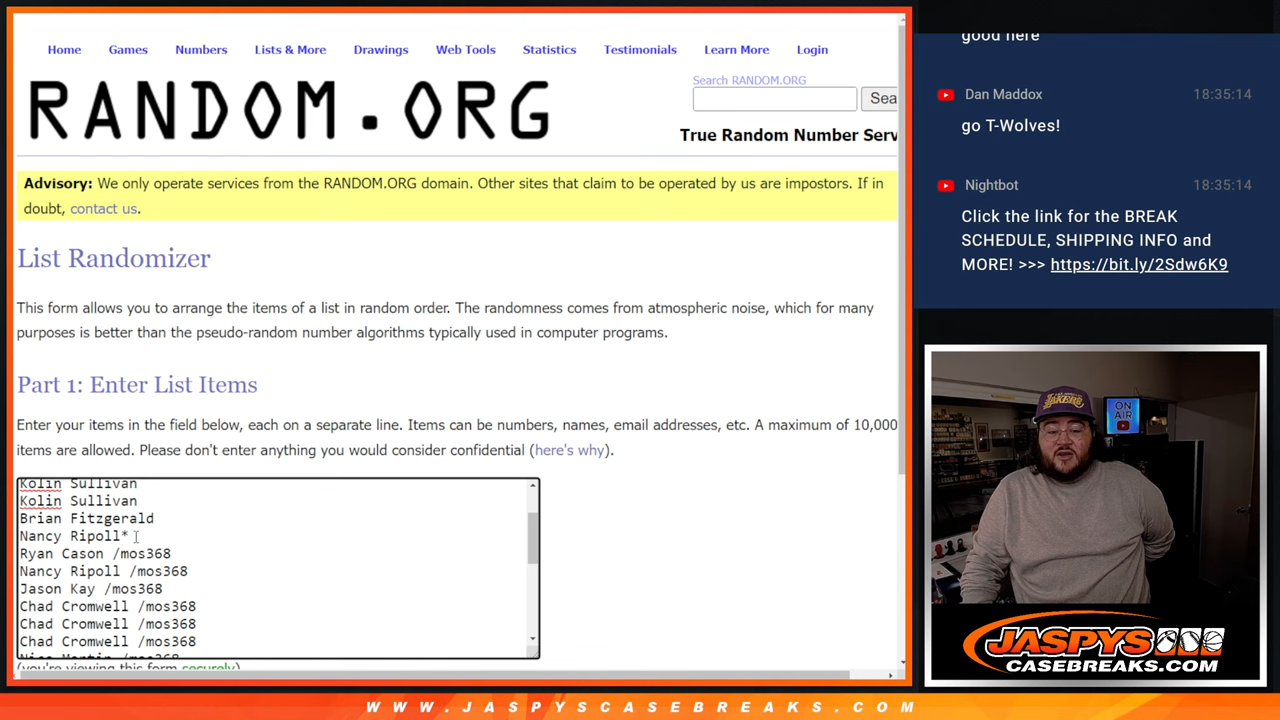 Home Games Numbers Lists & More Drawings Web Tools Statistics Testimonials Learn More Login
RANDOM.ORG
Search RANDOM.ORG
Sea
True Random Number Serv
Advisory: We only operate services from the RANDOM.ORG domain. Other sites that claim to be operated by us are impostors. If in
doubt, contact us.
List Randomizer
This form allows you to arrange the items of a list in random order. The randomness comes from atmospheric noise, which for many
purposes is better than the pseudo-random number algorithms typically used in computer programs.
Part 1: Enter List Items
Enter your items in the field below, each on a separate line. Items can be numbers, names, email addresses, etc. A maximum of 10,000
items are allowed. Please don't enter anything you would consider confidential (here's why).
Kolin Sullivan
Kolin Sullivan
Brian Fitzgerald
Nancy Ripoll*
Ryan Cason /mos368
Nancy Ripoll /mos368
Jason Kay /mos368
Chad Cromwell /mos368
Chad Cromwell /mos368
Chad Cromwell /mos368
(you're viewing this form securely)
good here
Dan Maddox 18:35:14
go T-Wolves!
Nightbot 18:35:14
Click the link for the BREAK
SCHEDULE, SHIPPING INFO and
MORE! >>> https://bit.ly/2Sdw6K9
ON
AIR
JASPYS
CASEBREAKS.COM
WWW.JASPYSCASEBREAKS.COM